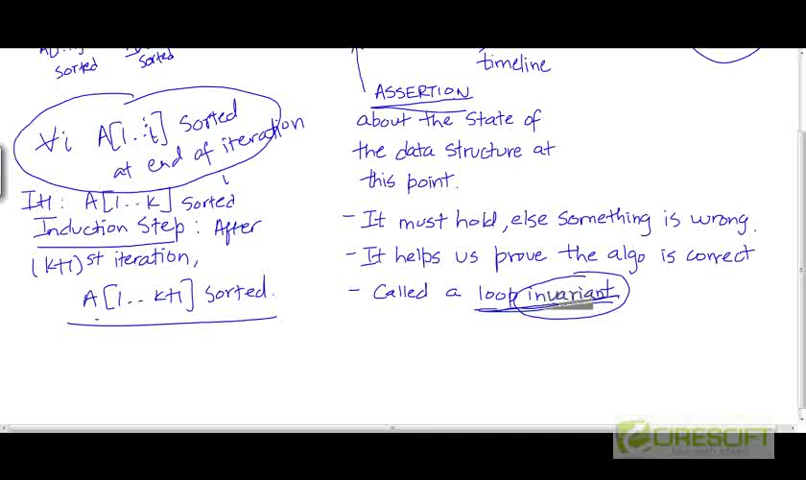 Sorted
Sorted
∀i A[1..i] Sorted
at end of iteration
i
IH: A[1..k] Sorted
Induction Step: After
(k+1)st iteration,
A[1..k+1] Sorted.
timeline
ASSERTION
about the State of
the data structure at
this point.
- It must hold, else something is wrong.
- It helps us prove the algo is correct
- Called a loop invariant